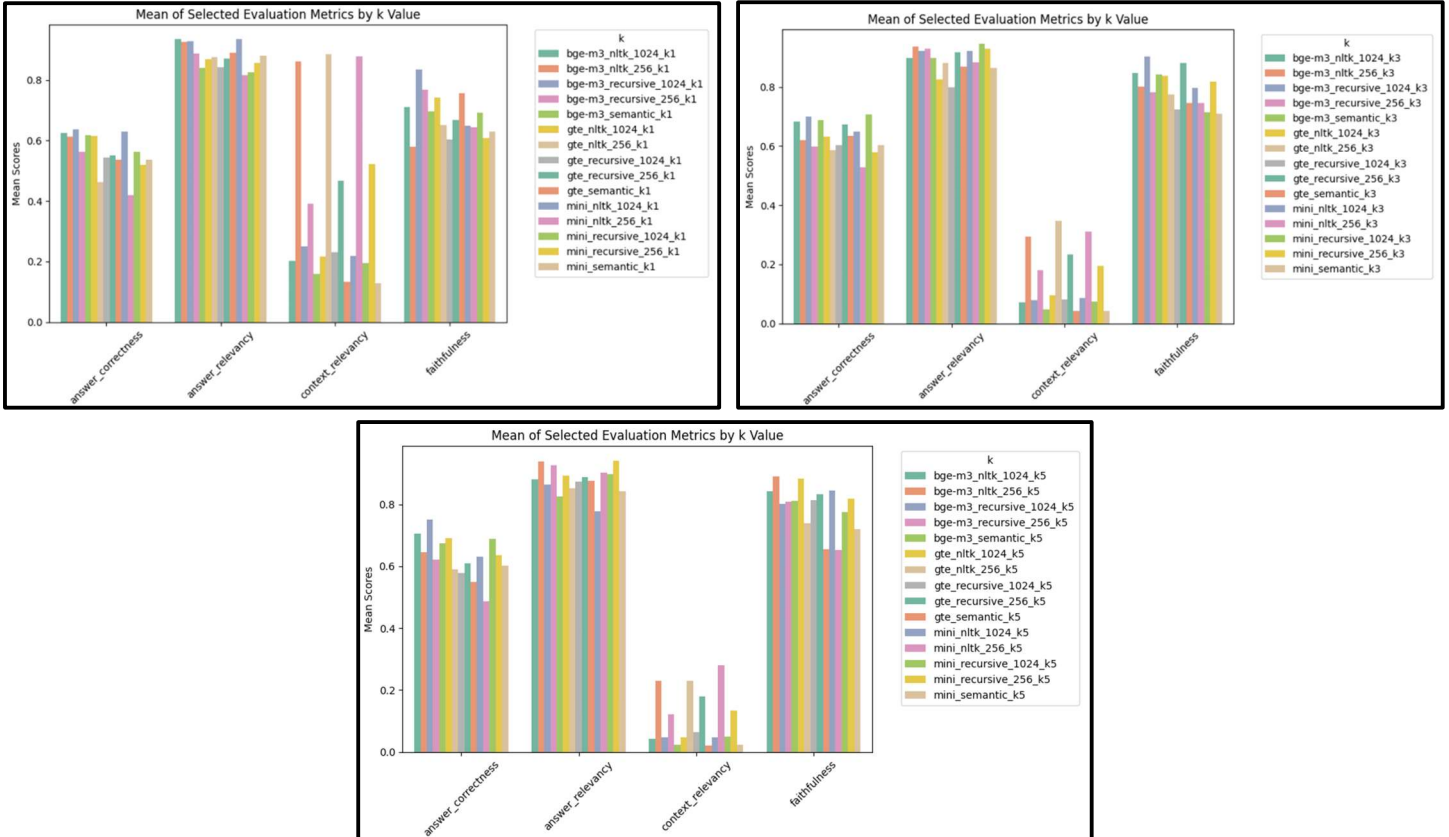 Mean of Selected Evaluation Metrics by k Value
Mean Scores
0.8
0.6
0.4
0.2
0.0
answer_correctness
answer_relevancy
context_relevancy
faithfulness
k
bge-m3_nltk_1024_k1
bge-m3_nltk_256_k1
bge-m3_recursive_1024_k1
bge-m3_recursive_256_k1
bge-m3_semantic_k1
gte_nltk_1024_k1
gte_nltk_256_k1
gte_recursive_1024_k1
gte_recursive_256_k1
gte_semantic_k1
mini_nltk_1024_k1
mini_nltk_256_k1
mini_recursive_1024_k1
mini_recursive_256_k1
mini_semantic_k1
Mean of Selected Evaluation Metrics by k Value
Mean Scores
0.8
0.6
0.4
0.2
0.0
answer_correctness
answer_relevancy
context_relevancy
faithfulness
k
bge-m3_nltk_1024_k3
bge-m3_nltk_256_k3
bge-m3_recursive_1024_k3
bge-m3_recursive_256_k3
bge-m3_semantic_k3
gte_nltk_1024_k3
gte_nltk_256_k3
gte_recursive_1024_k3
gte_recursive_256_k3
gte_semantic_k3
mini_nltk_1024_k3
mini_nltk_256_k3
mini_recursive_1024_k3
mini_recursive_256_k3
mini_semantic_k3
Mean of Selected Evaluation Metrics by k Value
Mean Scores
0.8
0.6
0.4
0.2
0.0
answer_correctness
answer_relevancy
context_relevancy
faithfulness
k
bge-m3_nltk_1024_k5
bge-m3_nltk_256_k5
bge-m3_recursive_1024_k5
bge-m3_recursive_256_k5
bge-m3_semantic_k5
gte_nltk_1024_k5
gte_nltk_256_k5
gte_recursive_1024_k5
gte_recursive_256_k5
gte_semantic_k5
mini_nltk_1024_k5
mini_nltk_256_k5
mini_recursive_1024_k5
mini_recursive_256_k5
mini_semantic_k5